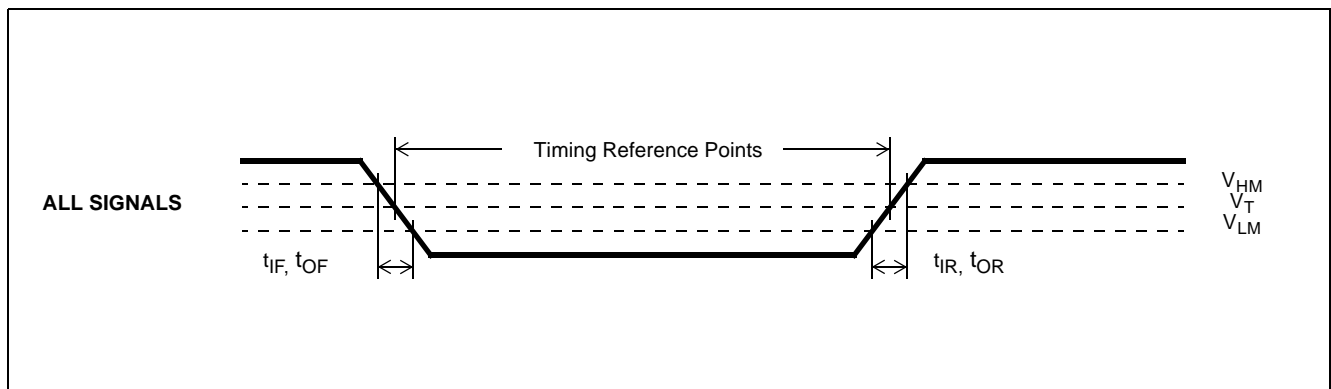 Timing Reference Points
ALL SIGNALS
VHM
VT
VLM
tIF, tOF
tIR, tOR